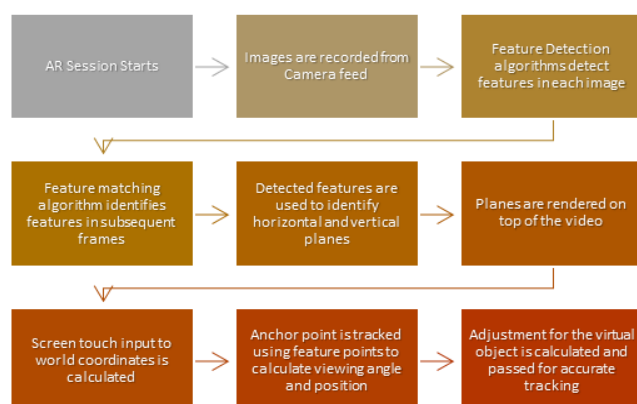 AR Session Starts
Images are recorded from
Camera feed
Feature Detection
algorithms detect
features in each image
Feature matching
algorithm identifies
features in subsequent
frames
Detected features are
used to identify
horizontal and vertical
planes
Planes are rendered on
top of the video
Screen touch input to
world coordinates is
calculated
Anchor point is tracked
using feature points to
calculate viewing angle
and position
Adjustment for the virtual
object is calculated and
passed for accurate
tracking